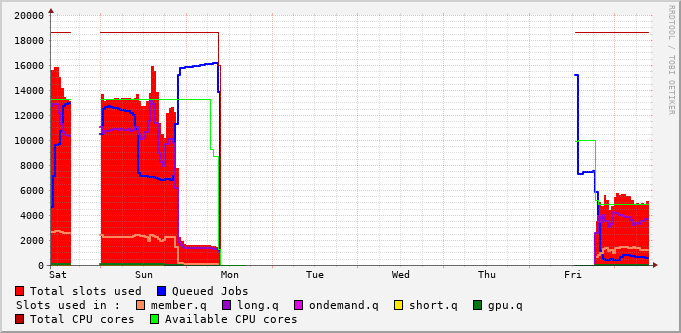 20000
18000
16000
14000
12000
10000
8000
6000
4000
2000
0
Sat Sun Mon Tue Wed Thu Fri
RRDTOOL / TOBI OETIKER
Total slots used Queued Jobs
Slots used in : member.q long.q ondemand.q short.q gpu.q
Total CPU cores Available CPU cores